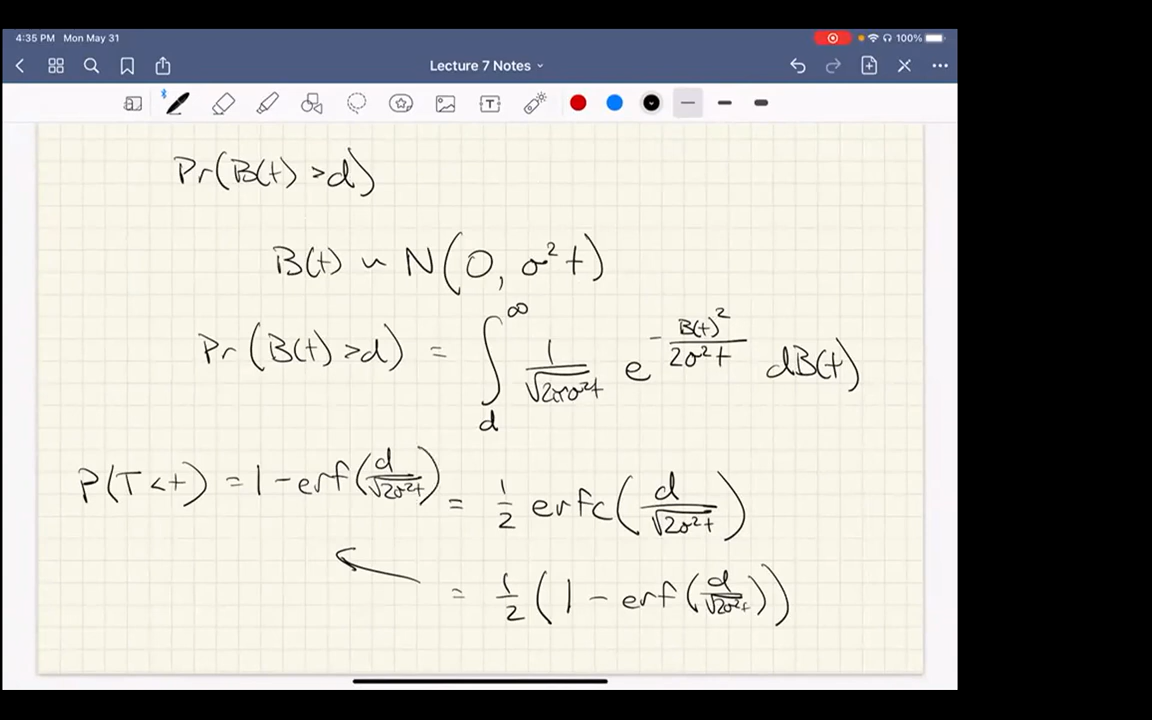 4:35 PM Mon May 31
100%
Lecture 7 Notes
Pr(B(t) > d)
B(t) ~ N(0, σ² t)
Pr(B(t) > d) = ∫_d^∞ 1/√(2πσ²t) e^(-B(t)²/(2σ²t)) dB(t)
P(T < t) = 1 - erf(d/√(2σ²t)) = 1/2 erfc(d/√(2σ²t))
= 1/2 (1 - erf(d/√(2σ²t)))